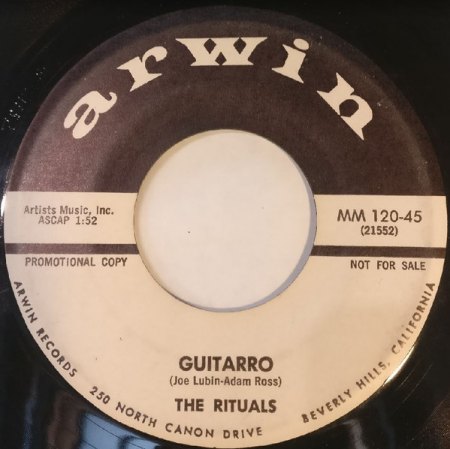 arwin
Artists Music, Inc.
ASCAP 1:52
MM 120-45
(21552)
PROMOTIONAL COPY
NOT FOR SALE
GUITARRO
(Joe Lubin-Adam Ross)
THE RITUALS
ARWIN RECORDS 250 NORTH CANON DRIVE BEVERLY HILLS, CALIFORNIA